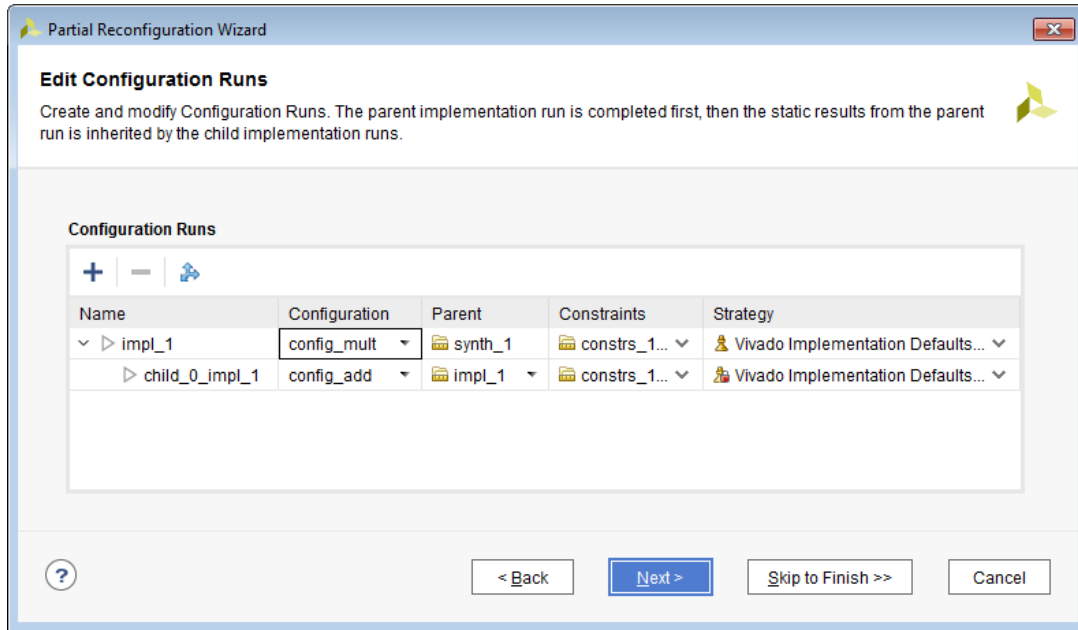 Partial Reconfiguration Wizard
Edit Configuration Runs
Create and modify Configuration Runs. The parent implementation run is completed first, then the static results from the parent
run is inherited by the child implementation runs.
Configuration Runs
Name Configuration Parent Constraints Strategy
impl_1 config_mult synth_1 constrs_1... Vivado Implementation Defaults...
child_0_impl_1 config_add impl_1 constrs_1... Vivado Implementation Defaults...
? < Back Next > Skip to Finish >> Cancel